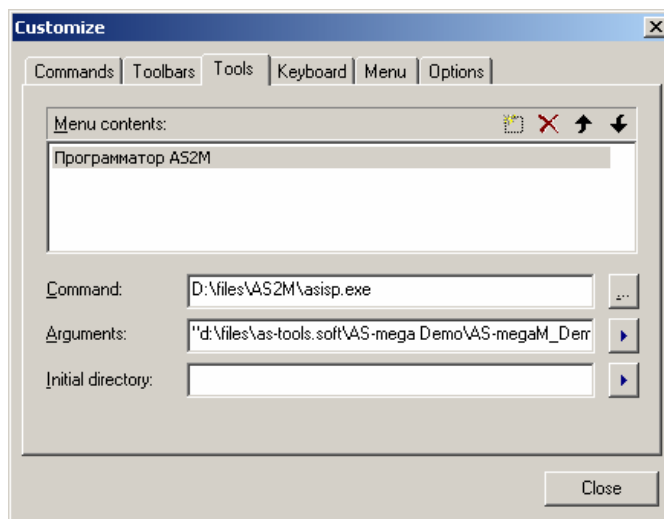 Customize
Commands Toolbars Tools Keyboard Menu Options
Menu contents:
Программатор AS2M
Command: D:\files\AS2M\asisp.exe ...
Arguments: "d:\files\as-tools.soft\AS-mega Demo\AS-megaM_Dem
Initial directory:
Close